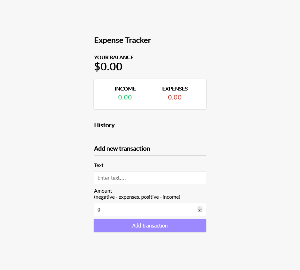 Expense Tracker
YOUR BALANCE
$0.00
INCOME EXPENSES
0.00 0.00
History
Add new transaction
Text
Enter text...
Amount
(negative - expenses, positive - income)
0
Add transaction